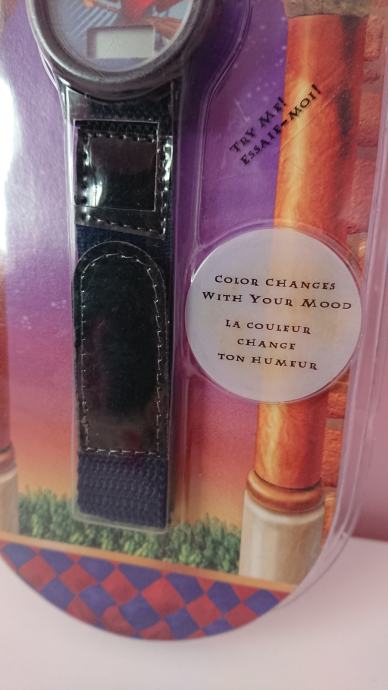 TRY ME!
ESSAIE-MOI!
COLOR CHANGES
WITH YOUR MOOD
LA COULEUR
CHANGE
TON HUMEUR